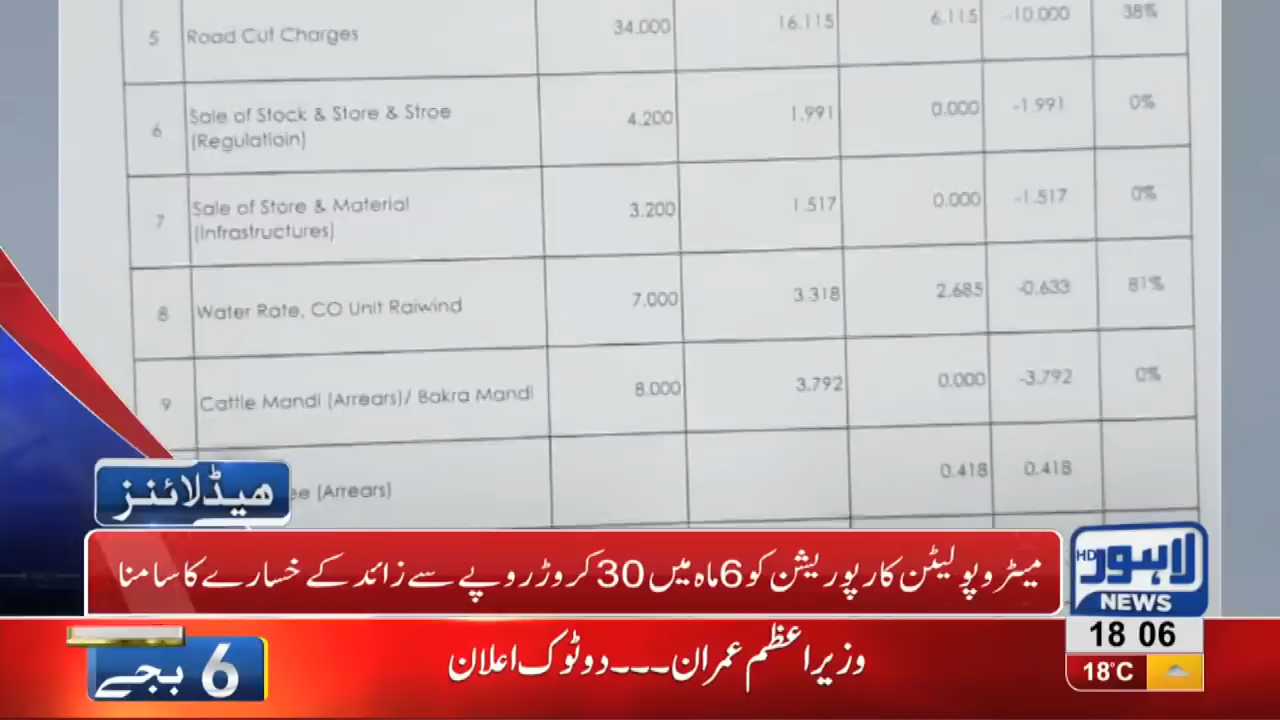 5 Road Cut Charges 34.000 16.115 6.115 -10.000 38%
6 Sale of Stock & Store & Stroe (Regulatioin) 4.200 1.991 0.000 -1.991 0%
7 Sale of Store & Material (Infrastructures) 3.200 1.517 0.000 -1.517 0%
8 Water Rate, CO Unit Raiwind 7.000 3.318 2.685 -0.633 81%
9 Cattle Mandi (Arrears)/ Bakra Mandi 8.000 3.792 0.000 -3.792 0%
(Arrears) 0.418 0.418
ہیڈلائنز
میٹروپولیٹن کارپوریشن کو 6 ماہ میں 30 کروڑ روپے سے زائد کے خسارے کا سامنا
لاہور HD
NEWS
18 06
18°C
وزیراعظم عمران۔۔۔دوٹوک اعلان
6 بجے